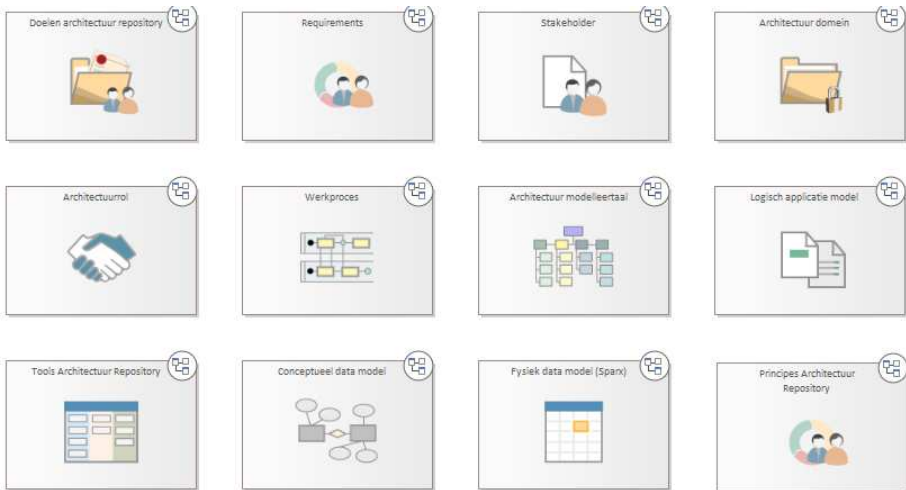 Doelen architectuur repository
Requirements
Stakeholder
Architectuur domein
Architectuurrol
Werkproces
Architectuur modelleertaal
Logisch applicatie model
Tools Architectuur Repository
Conceptueel data model
Fysiek data model (Sparx)
Principes Architectuur
Repository